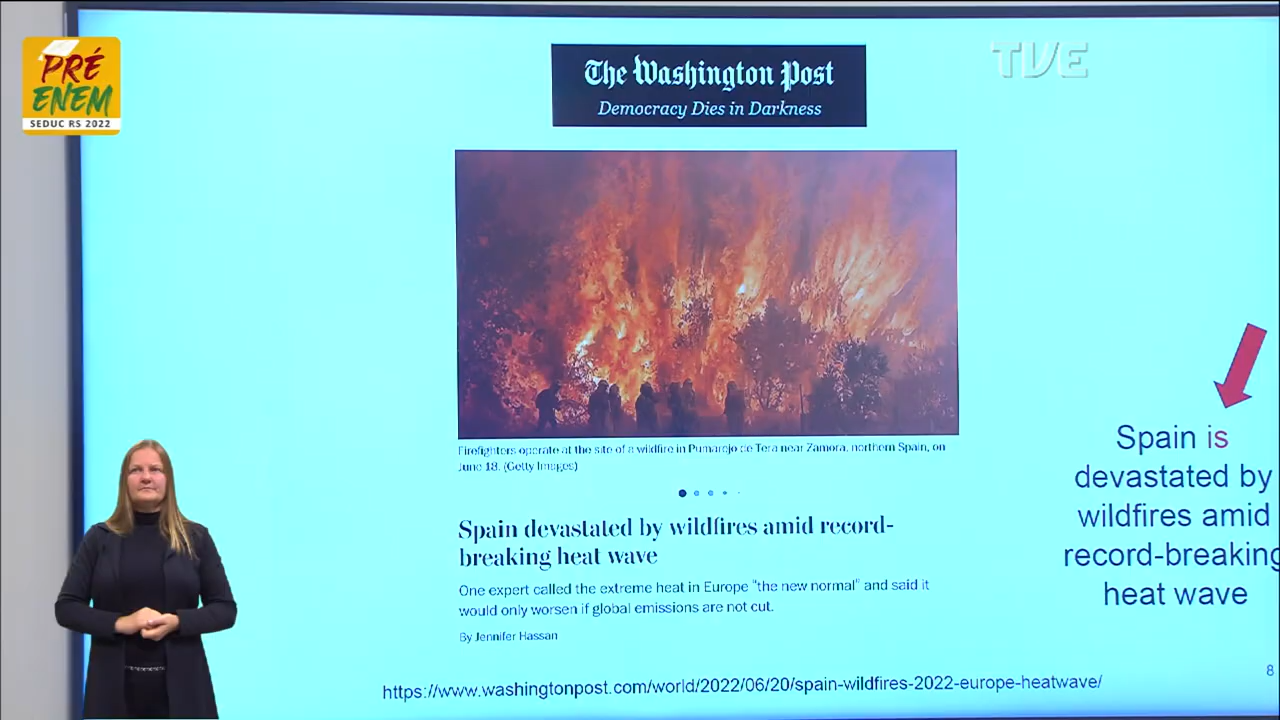 PRÉ
ENEM
SEDUC RS 2022
TVE
The Washington Post
Democracy Dies in Darkness
Firefighters operate at the site of a wildfire in Pumarejo de Tera near Zamora, northern Spain, on
June 18. (Getty Images)
Spain devastated by wildfires amid record-
breaking heat wave
One expert called the extreme heat in Europe "the new normal" and said it
would only worsen if global emissions are not cut.
By Jennifer Hassan
Spain is
devastated by
wildfires amid
record-breaking
heat wave
https://www.washingtonpost.com/world/2022/06/20/spain-wildfires-2022-europe-heatwave/
8